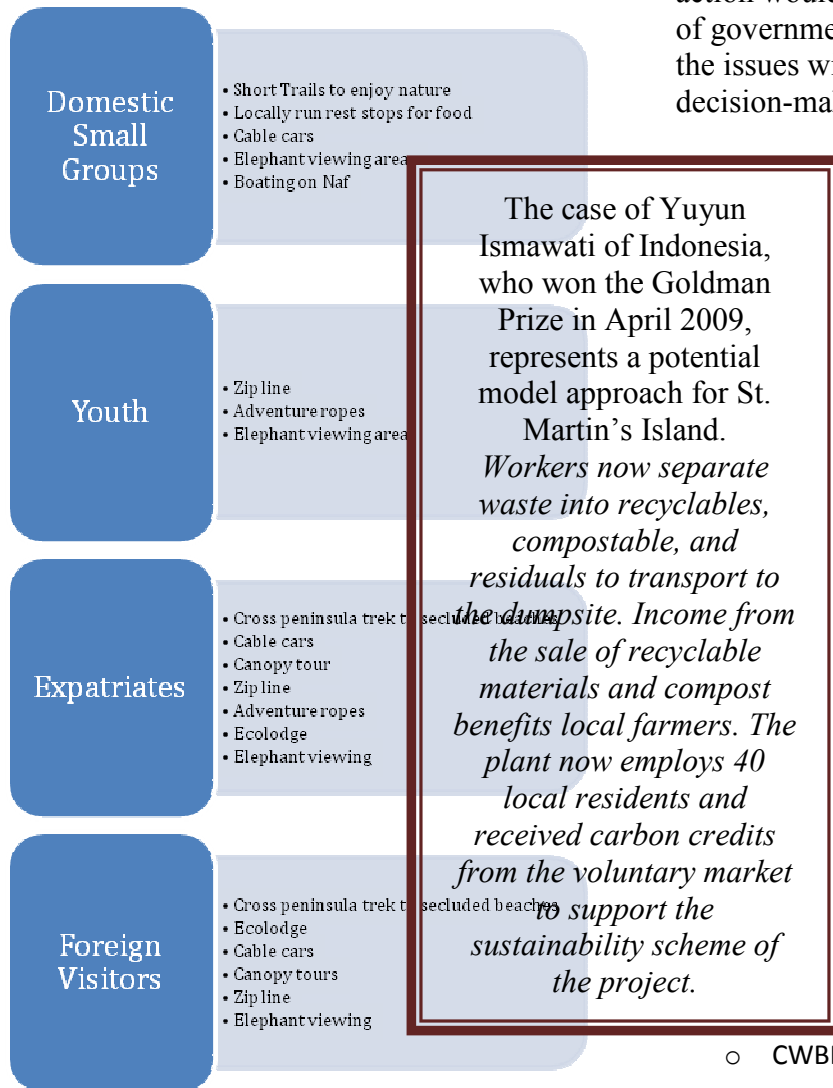 action would
of governme
the issues wi
decision-mal
Domestic
Small
Groups
• Short Trails to enjoy nature
• Locally run rest stops for food
• Cable cars
• Elephant viewing area
• Boating on Naf
Youth
• Zip line
• Adventure ropes
• Elephant viewing area
Expatriates
• Cross peninsula trek to secluded beaches
• Cable cars
• Canopy tour
• Zip line
• Adventure ropes
• Ecolodge
• Elephant viewing
Foreign
Visitors
• Cross peninsula trek to secluded beaches
• Ecolodge
• Cable cars
• Canopy tours
• Zip line
• Elephant viewing
The case of Yuyun
Ismawati of Indonesia,
who won the Goldman
Prize in April 2009,
represents a potential
model approach for St.
Martin’s Island.
Workers now separate
waste into recyclables,
compostable, and
residuals to transport to
the dumpsite. Income from
the sale of recyclable
materials and compost
benefits local farmers. The
plant now employs 40
local residents and
received carbon credits
from the voluntary market
to support the
sustainability scheme of
the project.
o CWB